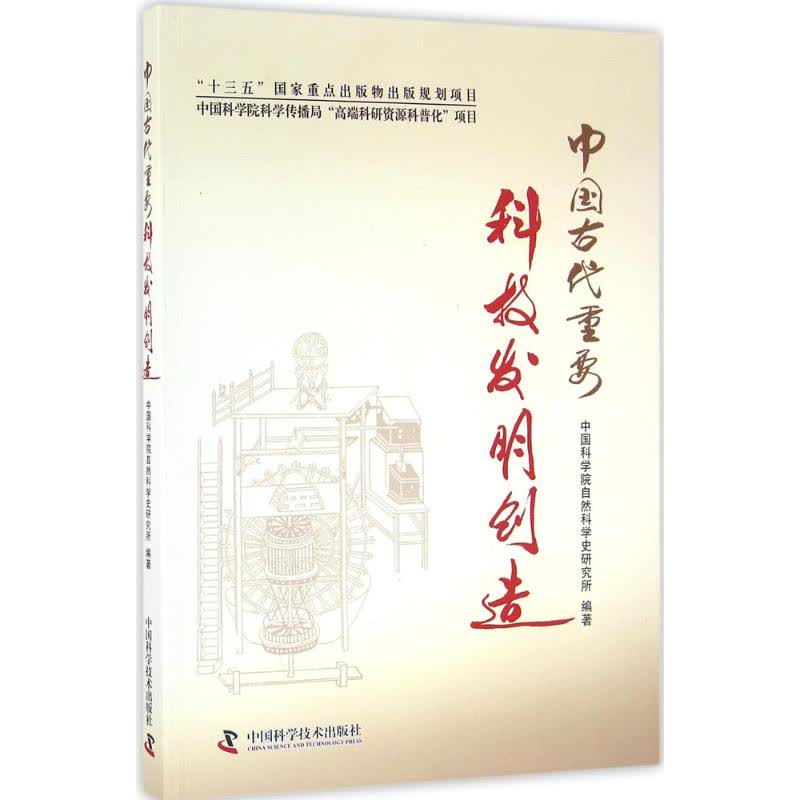 “十三五”国家重点出版物出版规划项目
中国科学院科学传播局“高端科研资源科普化”项目
中国古代重要
科技发明创造
中国科学院自然科学史研究所 编著
中国科学技术出版社
CHINA SCIENCE AND TECHNOLOGY PRESS
中国古代重要科技发明创造
中国科学院自然科学史研究所 编著
中国科学技术出版社